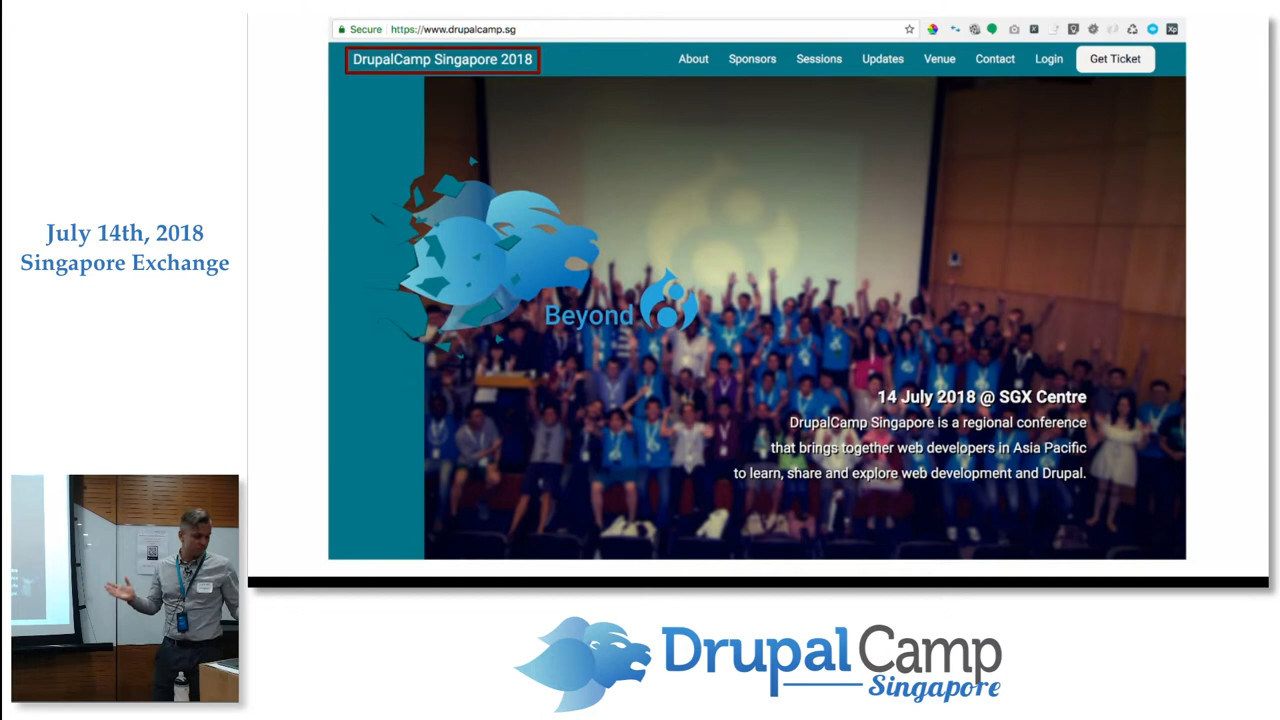 Secure https://www.drupalcamp.sg
DrupalCamp Singapore 2018
About Sponsors Sessions Updates Venue Contact Login Get Ticket
July 14th, 2018
Singapore Exchange
Beyond
14 July 2018 @ SGX Centre
DrupalCamp Singapore is a regional conference
that brings together web developers in Asia Pacific
to learn, share and explore web development and Drupal.
DrupalCamp
Singapore